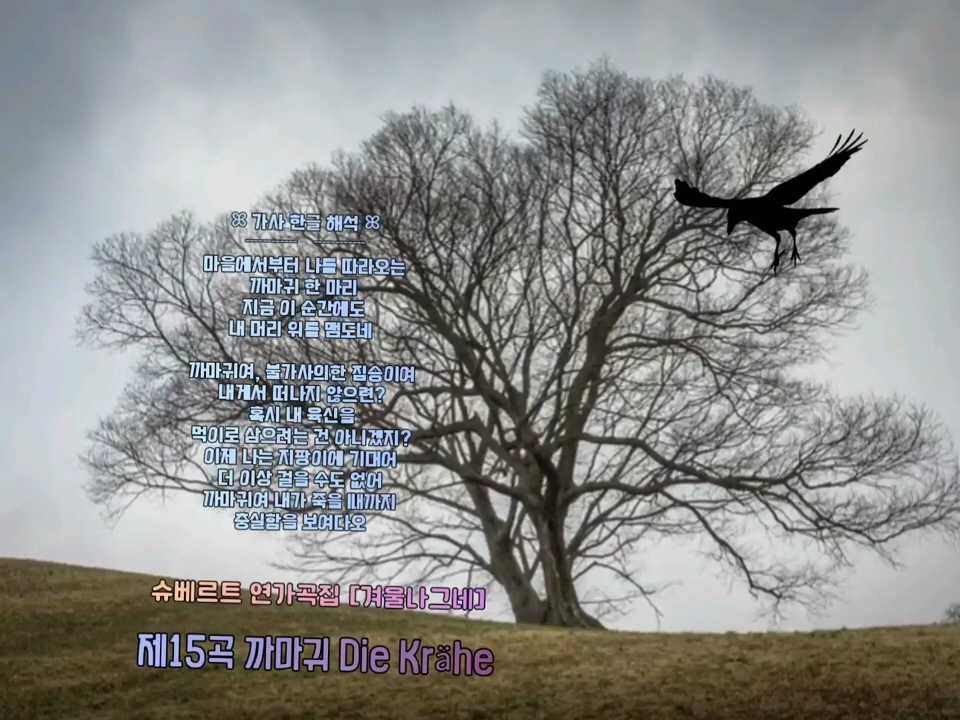 ꕤ 가사 한글 해석 ꕤ
마을에서부터 나를 따라오는
까마귀 한 마리
지금 이 순간에도
내 머리 위를 맴도네
까마귀여, 불가사의한 짐승이여
내게서 떠나지 않으련?
혹시 내 육신을
먹이로 삼으려는 건 아니겠지?
이제 나는 지팡이에 기대어
더 이상 걸을 수도 없어
까마귀여 내가 죽을 때까지
충실함을 보여다오
슈베르트 연가곡집 [겨울나그네]
제15곡 까마귀 Die Krähe